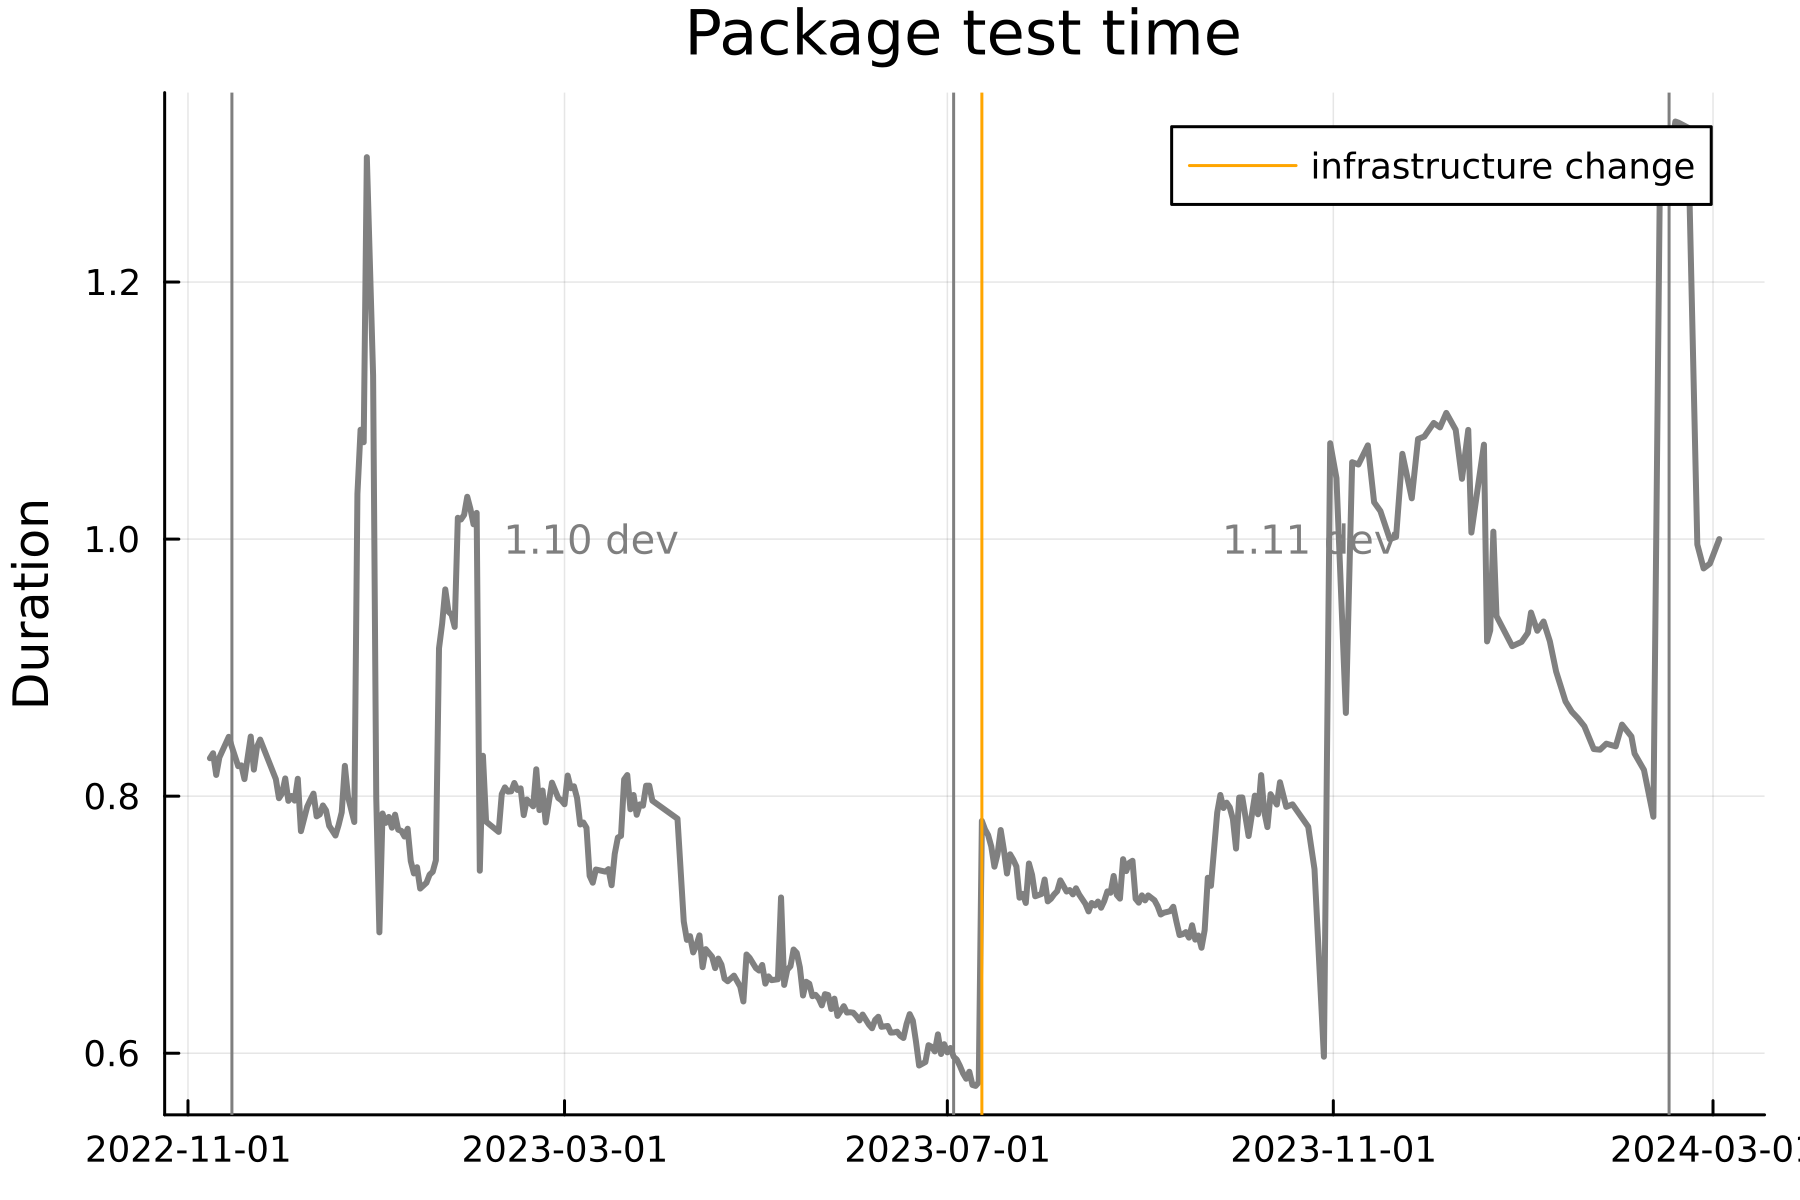 Package test time
infrastructure change
1.2
1.0
0.8
0.6
Duration
1.10 dev
1.11 dev
2022-11-01
2023-03-01
2023-07-01
2023-11-01
2024-03-01